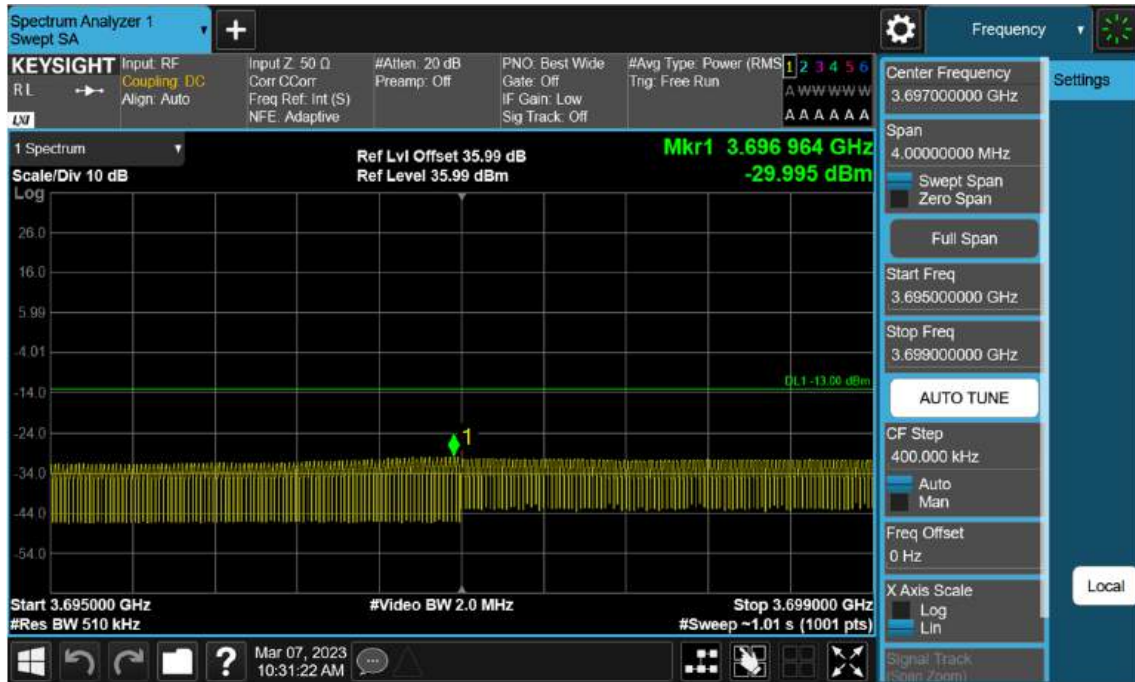 Spectrum Analyzer 1
Swept SA
+
Frequency
KEYSIGHT
RL
LXI
Input: RF
Coupling: DC
Align: Auto
Input Z: 50 Ω
Corr CCorr
Freq Ref: Int (S)
NFE: Adaptive
#Atten: 20 dB
Preamp: Off
PNO: Best Wide
Gate: Off
IF Gain: Low
Sig Track: Off
#Avg Type: Power (RMS
Trig: Free Run
1 2 3 4 5 6
A W W W W W
A A A A A A
1 Spectrum
Scale/Div 10 dB
Ref Lvl Offset 35.99 dB
Ref Level 35.99 dBm
Mkr1 3.696 964 GHz
-29.995 dBm
Log
26.0
16.0
5.99
-4.01
-14.0
-24.0
-34.0
-44.0
-54.0
DL1 -13.00 dBm
1
Start 3.695000 GHz
#Res BW 510 kHz
#Video BW 2.0 MHz
Stop 3.699000 GHz
#Sweep ~1.01 s (1001 pts)
Center Frequency
3.697000000 GHz
Span
4.00000000 MHz
Swept Span
Zero Span
Full Span
Start Freq
3.695000000 GHz
Stop Freq
3.699000000 GHz
AUTO TUNE
CF Step
400.000 kHz
Auto
Man
Freq Offset
0 Hz
X Axis Scale
Log
Lin
Signal Track
(Span Zoom)
Settings
Local
?
Mar 07, 2023
10:31:22 AM